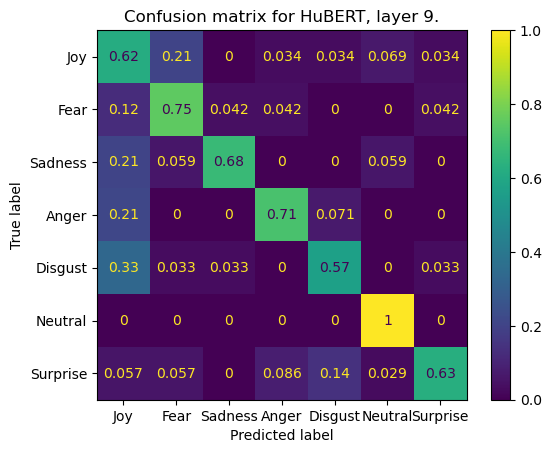 Confusion matrix for HuBERT, layer 9.
True label
Joy 0.62 0.21 0 0.034 0.034 0.069 0.034
Fear 0.12 0.75 0.042 0.042 0 0 0.042
Sadness 0.21 0.059 0.68 0 0 0.059 0
Anger 0.21 0 0 0.71 0.071 0 0
Disgust 0.33 0.033 0.033 0 0.57 0 0.033
Neutral 0 0 0 0 0 1 0
Surprise 0.057 0.057 0 0.086 0.14 0.029 0.63
Joy Fear Sadness Anger Disgust Neutral Surprise
Predicted label
1.0
0.8
0.6
0.4
0.2
0.0